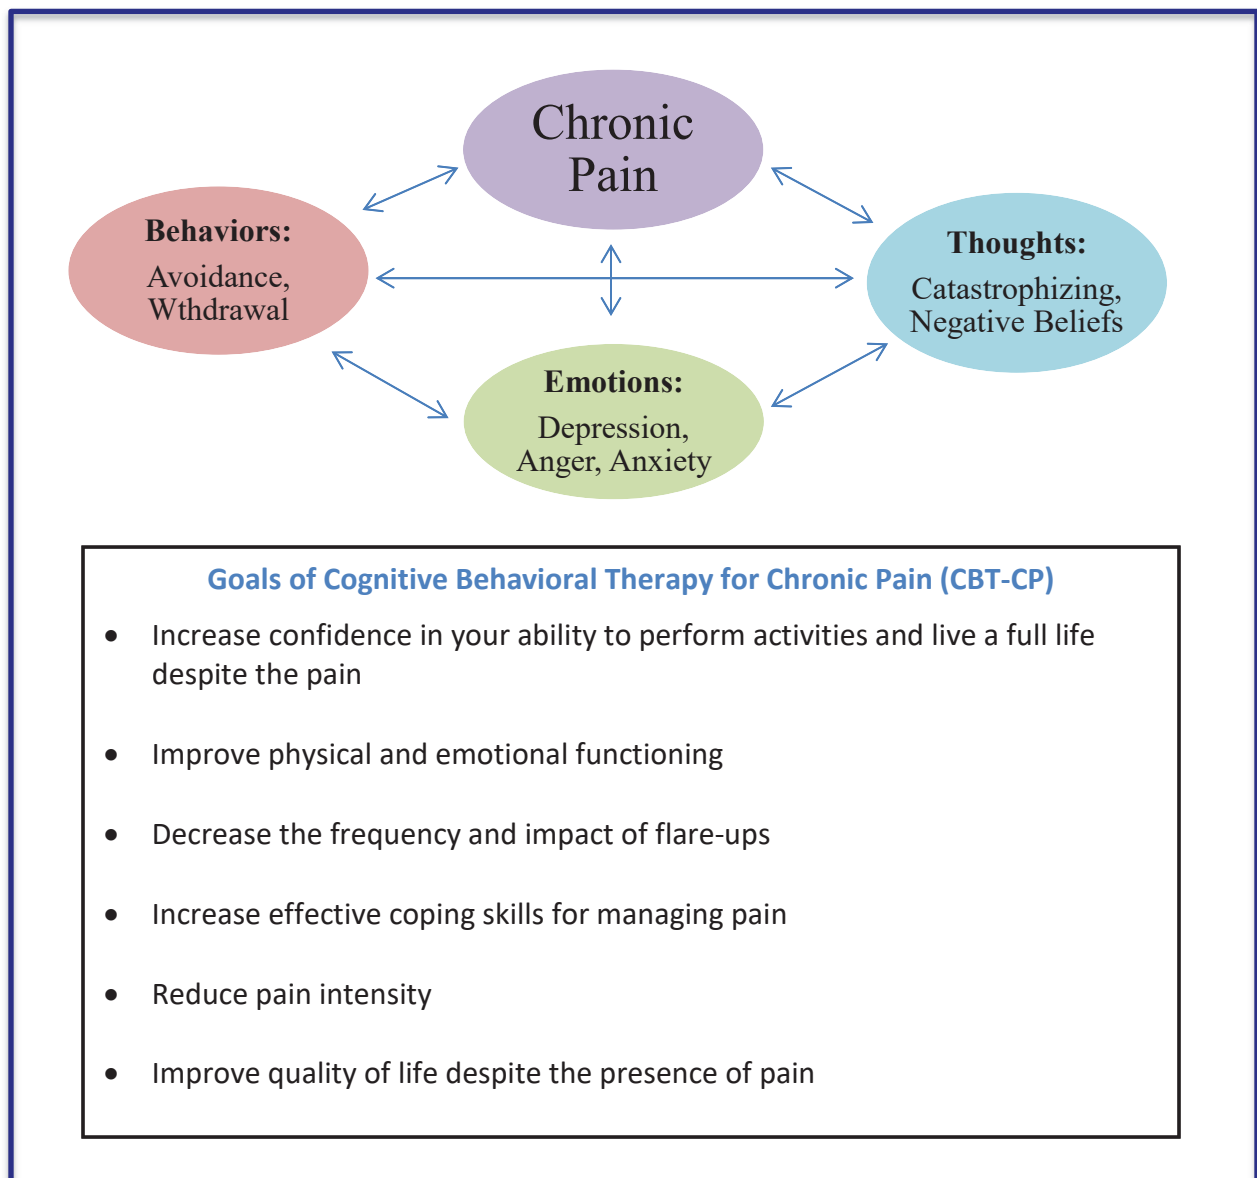 Chronic
Pain
Behaviors:
Avoidance,
Wthdrawal
Thoughts:
Catastrophizing,
Negative Beliefs
Emotions:
Depression,
Anger, Anxiety
Goals of Cognitive Behavioral Therapy for Chronic Pain (CBT-CP)
• Increase confidence in your ability to perform activities and live a full life
despite the pain
• Improve physical and emotional functioning
• Decrease the frequency and impact of flare-ups
• Increase effective coping skills for managing pain
• Reduce pain intensity
• Improve quality of life despite the presence of pain